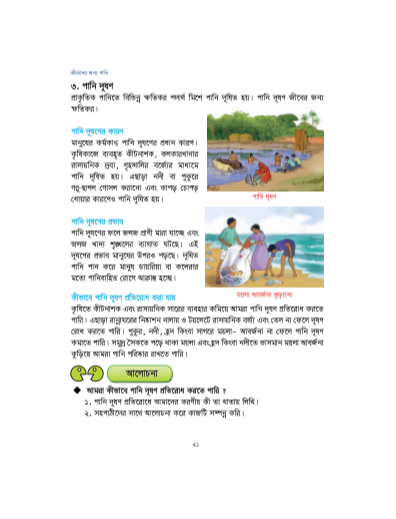 জীবনের জন্য পানি
৩. পানি দূষণ
প্রাকৃতিক পানিতে বিভিন্ন ক্ষতিকর পদার্থ মিশে পানি দূষিত হয়। পানি দূষণ জীবের জন্য
ক্ষতিকর।
পানি দূষণের কারণ
মানুষের কর্মকাণ্ড পানি দূষণের প্রধান কারণ।
কৃষিকাজে ব্যবহৃত কীটনাশক, কলকারখানার
রাসায়নিক দ্রব্য, গৃহস্থালির বর্জ্যের মাধ্যমে
পানি দূষিত হয়। এছাড়া নদী বা পুকুরে
গরু-ছাগল গোসল করানো এবং কাপড় চোপড়
ধোয়ার কারণেও পানি দূষিত হয়।
পানি দূষণ
পানি দূষণের প্রভাব
পানি দূষণের ফলে জলজ প্রাণী মারা যাচ্ছে এবং
জলজ খাদ্য শৃঙ্খলের ব্যাঘাত ঘটছে। এই
দূষণের প্রভাব মানুষের উপরও পড়ছে। দূষিত
পানি পান করে মানুষ ডায়রিয়া বা কলেরার
মতো পানিবাহিত রোগে আক্রান্ত হচ্ছে।
ময়লা আবর্জনা কুড়ানো
কীভাবে পানি দূষণ প্রতিরোধ করা যায়
কৃষিতে কীটনাশক এবং রাসায়নিক সারের ব্যবহার কমিয়ে আমরা পানি দূষণ প্রতিরোধ করতে
পারি। এছাড়া রান্নাঘরের নিষ্কাশন নালায় ও টয়লেটে রাসায়নিক বর্জ্য এবং তেল না ফেলে দূষণ
রোধ করতে পারি। পুকুর, নদী, হ্রদ কিংবা সাগরে ময়লা– আবর্জনা না ফেলে পানি দূষণ
কমাতে পারি। সমুদ্র সৈকতে পড়ে থাকা ময়লা এবং হ্রদ কিংবা নদীতে ভাসমান ময়লা আবর্জনা
কুড়িয়ে আমরা পানি পরিষ্কার রাখতে পারি।
আলোচনা
◆ আমরা কীভাবে পানি দূষণ প্রতিরোধ করতে পারি ?
১. পানি দূষণ প্রতিরোধে আমাদের করণীয় কী তা খাতায় লিখি।
২. সহপাঠীদের সাথে আলোচনা করে কাজটি সম্পন্ন করি।
২১